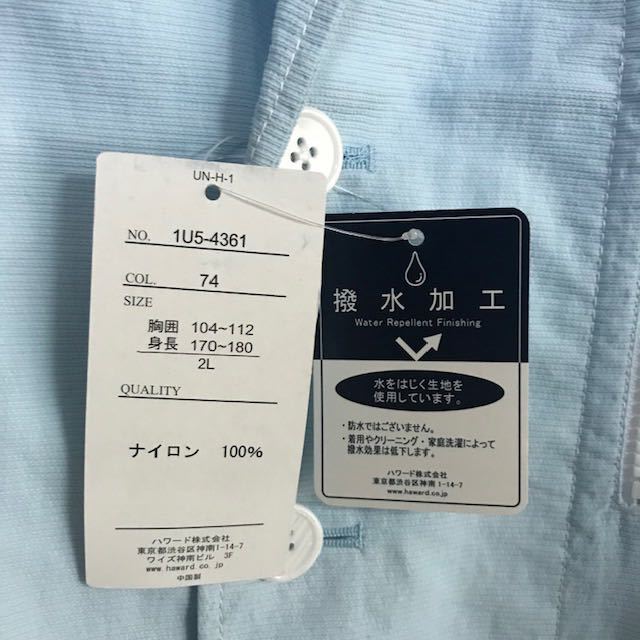 UN-H-1
NO. 1U5-4361
COL. 74
SIZE
胸囲 104~112
身長 170~180
2L
QUALITY
ナイロン 100%
ハワード株式会社
東京都渋谷区神南1-14-7
ワイズ神南ビル 3F
www.haward.co.jp
中国製
撥水加工
Water Repellent Finishing
水をはじく生地を
使用しています。
・防水ではございません。
・着用やクリーニング・家庭洗濯によって
撥水効果は低下します。
ハワード株式会社
東京都渋谷区神南1-14-7
www.haward.co.jp